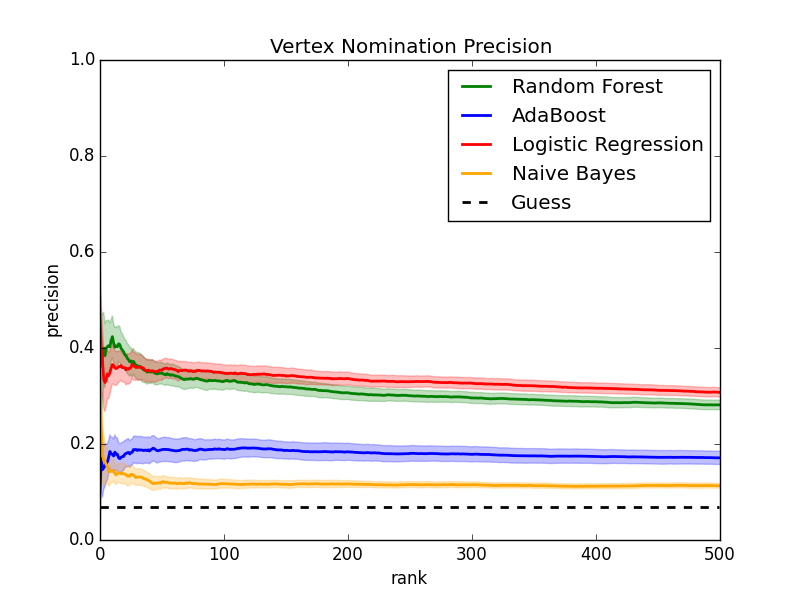 Vertex Nomination Precision
1.0
0.8
0.6
0.4
0.2
0.0
precision
Random Forest
AdaBoost
Logistic Regression
Naive Bayes
Guess
0 100 200 300 400 500
rank